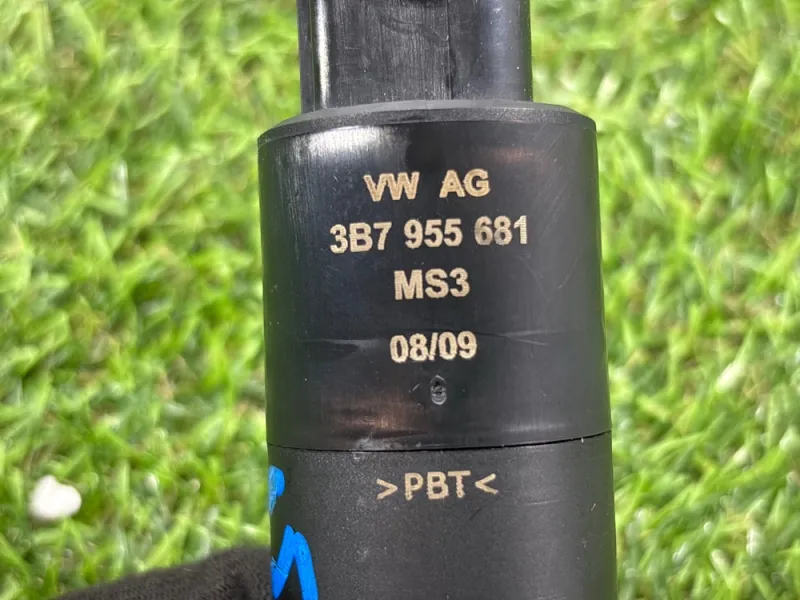 VW AG
3B7 955 681
MS3
08/09
>PBT<